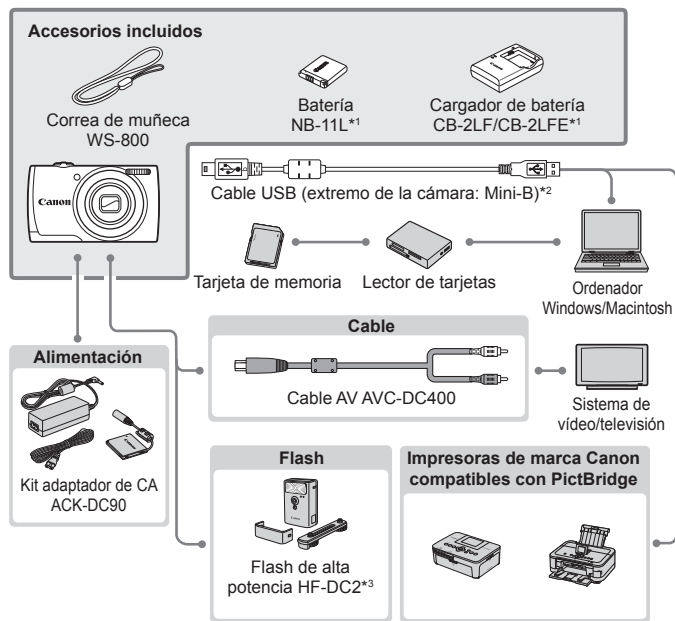 Accesorios incluidos
Correa de muñeca
WS-800
Batería
NB-11L*1
Cargador de batería
CB-2LF/CB-2LFE*1
Canon
Cable USB (extremo de la cámara: Mini-B)*2
Tarjeta de memoria
Lector de tarjetas
Ordenador
Windows/Macintosh
Cable
Cable AV AVC-DC400
Sistema de
vídeo/televisión
Alimentación
Kit adaptador de CA
ACK-DC90
Flash
Flash de alta
potencia HF-DC2*3
Impresoras de marca Canon
compatibles con PictBridge